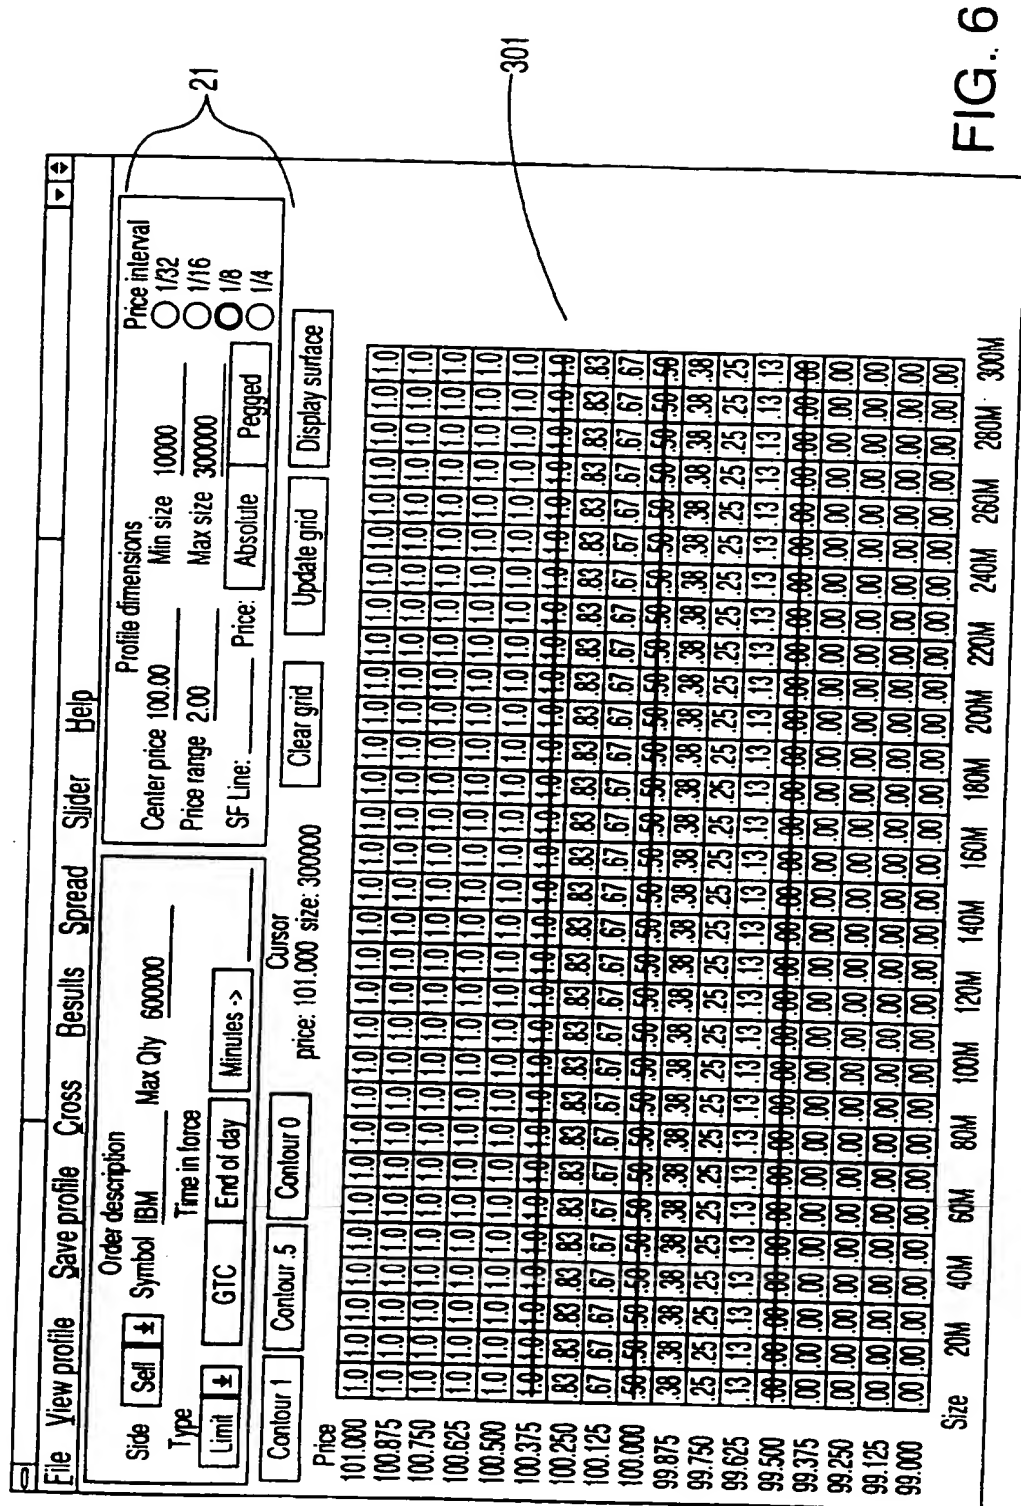 File View profile Save profile Cross Results Spread Slider Help
Order description
Side Sell Symbol IBM Max Qty 600000
Type Time in force
Limit GTC End of day Minutes ->
Profile dimensions
Center price 100.00 Min size 10000
Price range 2.00 Max size 300000
SF Line: Price: Absolute Pegged
Price interval
1/32
1/16
1/8
1/4
21
Contour 1 Contour .5 Contour 0
Cursor
price: 101.000 size: 300000
Clear grid Update grid Display surface
301
Price
101.000 1.0 1.0 1.0 1.0 1.0 1.0 1.0 1.0 1.0 1.0 1.0 1.0 1.0 1.0 1.0 1.0 1.0 1.0 1.0 1.0 1.0 1.0 1.0 1.0 1.0 1.0 1.0 1.0 1.0 1.0
100.875 1.0 1.0 1.0 1.0 1.0 1.0 1.0 1.0 1.0 1.0 1.0 1.0 1.0 1.0 1.0 1.0 1.0 1.0 1.0 1.0 1.0 1.0 1.0 1.0 1.0 1.0 1.0 1.0 1.0 1.0
100.750 1.0 1.0 1.0 1.0 1.0 1.0 1.0 1.0 1.0 1.0 1.0 1.0 1.0 1.0 1.0 1.0 1.0 1.0 1.0 1.0 1.0 1.0 1.0 1.0 1.0 1.0 1.0 1.0 1.0 1.0
100.625 1.0 1.0 1.0 1.0 1.0 1.0 1.0 1.0 1.0 1.0 1.0 1.0 1.0 1.0 1.0 1.0 1.0 1.0 1.0 1.0 1.0 1.0 1.0 1.0 1.0 1.0 1.0 1.0 1.0 1.0
100.500 1.0 1.0 1.0 1.0 1.0 1.0 1.0 1.0 1.0 1.0 1.0 1.0 1.0 1.0 1.0 1.0 1.0 1.0 1.0 1.0 1.0 1.0 1.0 1.0 1.0 1.0 1.0 1.0 1.0 1.0
100.375 1.0 1.0 1.0 1.0 1.0 1.0 1.0 1.0 1.0 1.0 1.0 1.0 1.0 1.0 1.0 1.0 1.0 1.0 1.0 1.0 1.0 1.0 1.0 1.0 1.0 1.0 1.0 1.0 1.0 1.0
100.250 .83 .83 .83 .83 .83 .83 .83 .83 .83 .83 .83 .83 .83 .83 .83 .83 .83 .83 .83 .83 .83 .83 .83 .83 .83 .83 .83 .83 .83 .83
100.125 .67 .67 .67 .67 .67 .67 .67 .67 .67 .67 .67 .67 .67 .67 .67 .67 .67 .67 .67 .67 .67 .67 .67 .67 .67 .67 .67 .67 .67 .67
100.000 .50 .50 .50 .50 .50 .50 .50 .50 .50 .50 .50 .50 .50 .50 .50 .50 .50 .50 .50 .50 .50 .50 .50 .50 .50 .50 .50 .50 .50 .50
99.875 .38 .38 .38 .38 .38 .38 .38 .38 .38 .38 .38 .38 .38 .38 .38 .38 .38 .38 .38 .38 .38 .38 .38 .38 .38 .38 .38 .38 .38 .38
99.750 .25 .25 .25 .25 .25 .25 .25 .25 .25 .25 .25 .25 .25 .25 .25 .25 .25 .25 .25 .25 .25 .25 .25 .25 .25 .25 .25 .25 .25 .25
99.625 .13 .13 .13 .13 .13 .13 .13 .13 .13 .13 .13 .13 .13 .13 .13 .13 .13 .13 .13 .13 .13 .13 .13 .13 .13 .13 .13 .13 .13 .13
99.500 .00 .00 .00 .00 .00 .00 .00 .00 .00 .00 .00 .00 .00 .00 .00 .00 .00 .00 .00 .00 .00 .00 .00 .00 .00 .00 .00 .00 .00 .00
99.375 .00 .00 .00 .00 .00 .00 .00 .00 .00 .00 .00 .00 .00 .00 .00 .00 .00 .00 .00 .00 .00 .00 .00 .00 .00 .00 .00 .00 .00 .00
99.250 .00 .00 .00 .00 .00 .00 .00 .00 .00 .00 .00 .00 .00 .00 .00 .00 .00 .00 .00 .00 .00 .00 .00 .00 .00 .00 .00 .00 .00 .00
99.125 .00 .00 .00 .00 .00 .00 .00 .00 .00 .00 .00 .00 .00 .00 .00 .00 .00 .00 .00 .00 .00 .00 .00 .00 .00 .00 .00 .00 .00 .00
99.000 .00 .00 .00 .00 .00 .00 .00 .00 .00 .00 .00 .00 .00 .00 .00 .00 .00 .00 .00 .00 .00 .00 .00 .00 .00 .00 .00 .00 .00 .00
Size 20M 40M 60M 80M 100M 120M 140M 160M 180M 200M 220M 240M 260M 280M 300M
FIG. 6